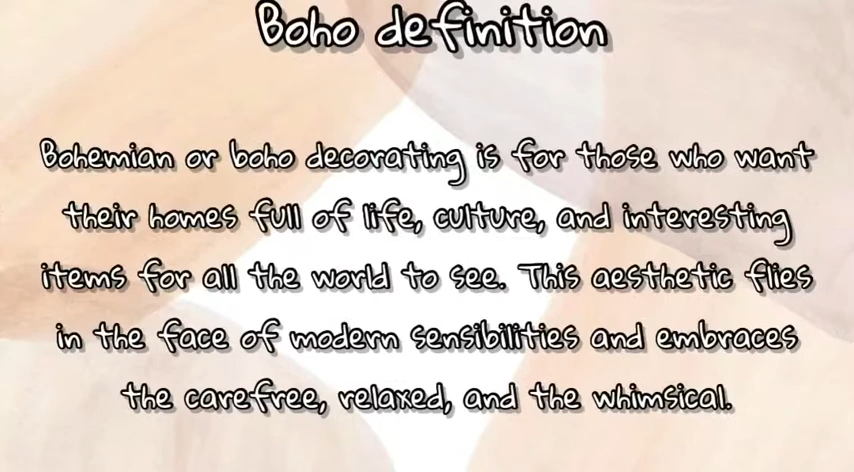 Boho definition
Bohemian or boho decorating is for those who want
their homes full of life, culture, and interesting
items for all the world to see. This aesthetic flies
in the face of modern sensibilities and embraces
the carefree, relaxed, and the whimsical.